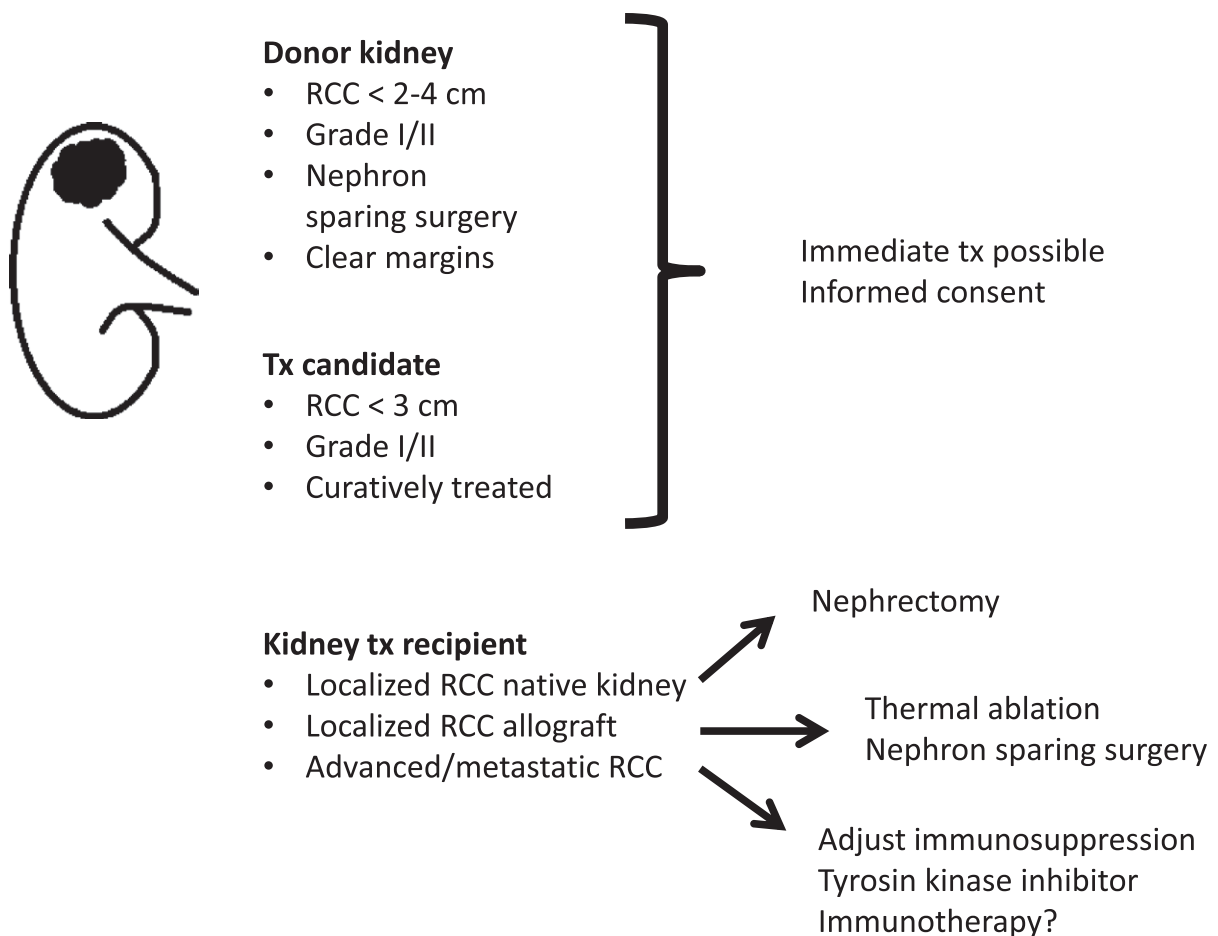 Donor kidney
• RCC < 2-4 cm
• Grade I/II
• Nephron
sparing surgery
• Clear margins
Immediate tx possible
Informed consent
Tx candidate
• RCC < 3 cm
• Grade I/II
• Curatively treated
Kidney tx recipient
• Localized RCC native kidney
• Localized RCC allograft
• Advanced/metastatic RCC
Nephrectomy
Thermal ablation
Nephron sparing surgery
Adjust immunosuppression
Tyrosin kinase inhibitor
Immunotherapy?